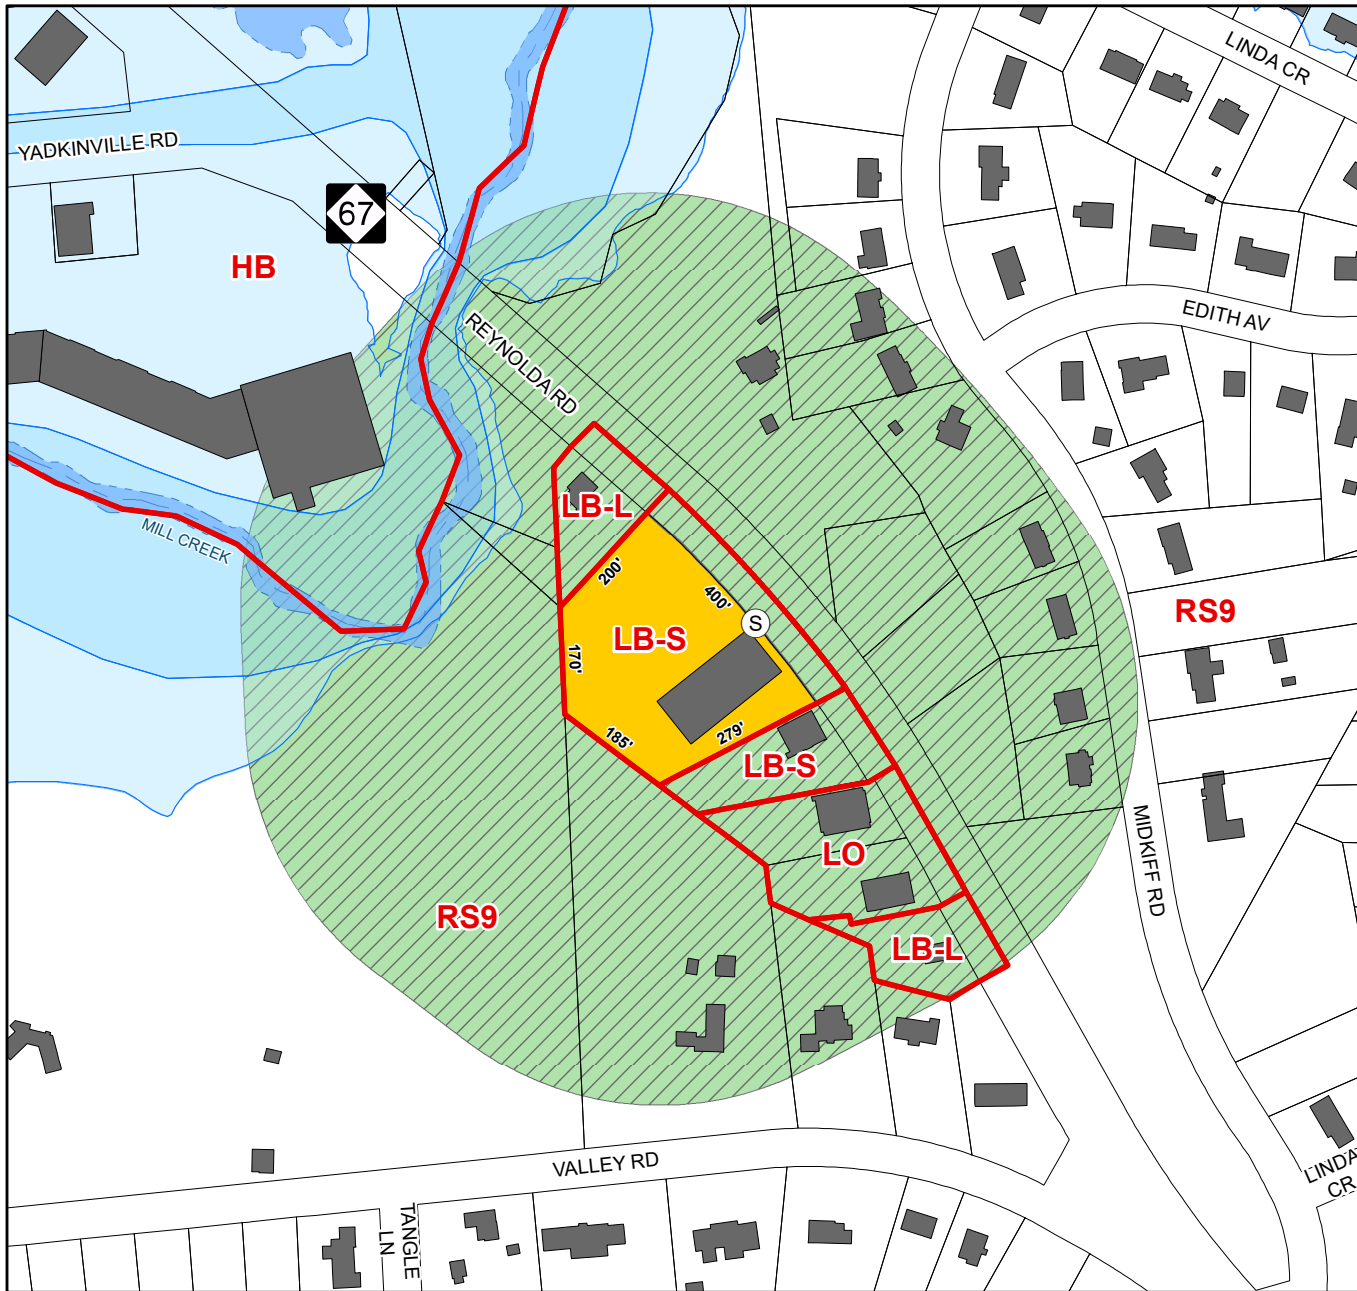 LINDA CR
YADKINVILLE RD
67
HB
EDITH AV
REYNOLDA RD
LB-L
MILL CREEK
200'
400'
RS9
S
LB-S
170'
279'
185'
LB-S
LO
MIDKIFF RD
RS9
LB-L
VALLEY RD
LINDA
CR
TANGLE
LN